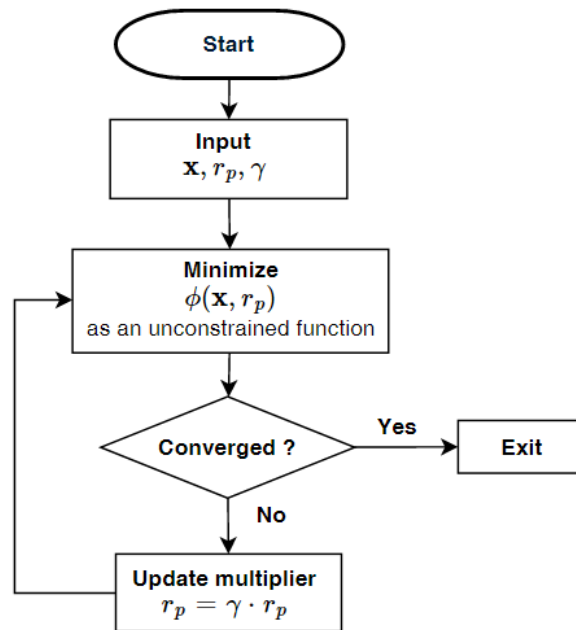 Start
Input
x, r_p, γ
Minimize
ϕ(x, r_p)
as an unconstrained function
Converged ?
Yes
Exit
No
Update multiplier
r_p = γ · r_p